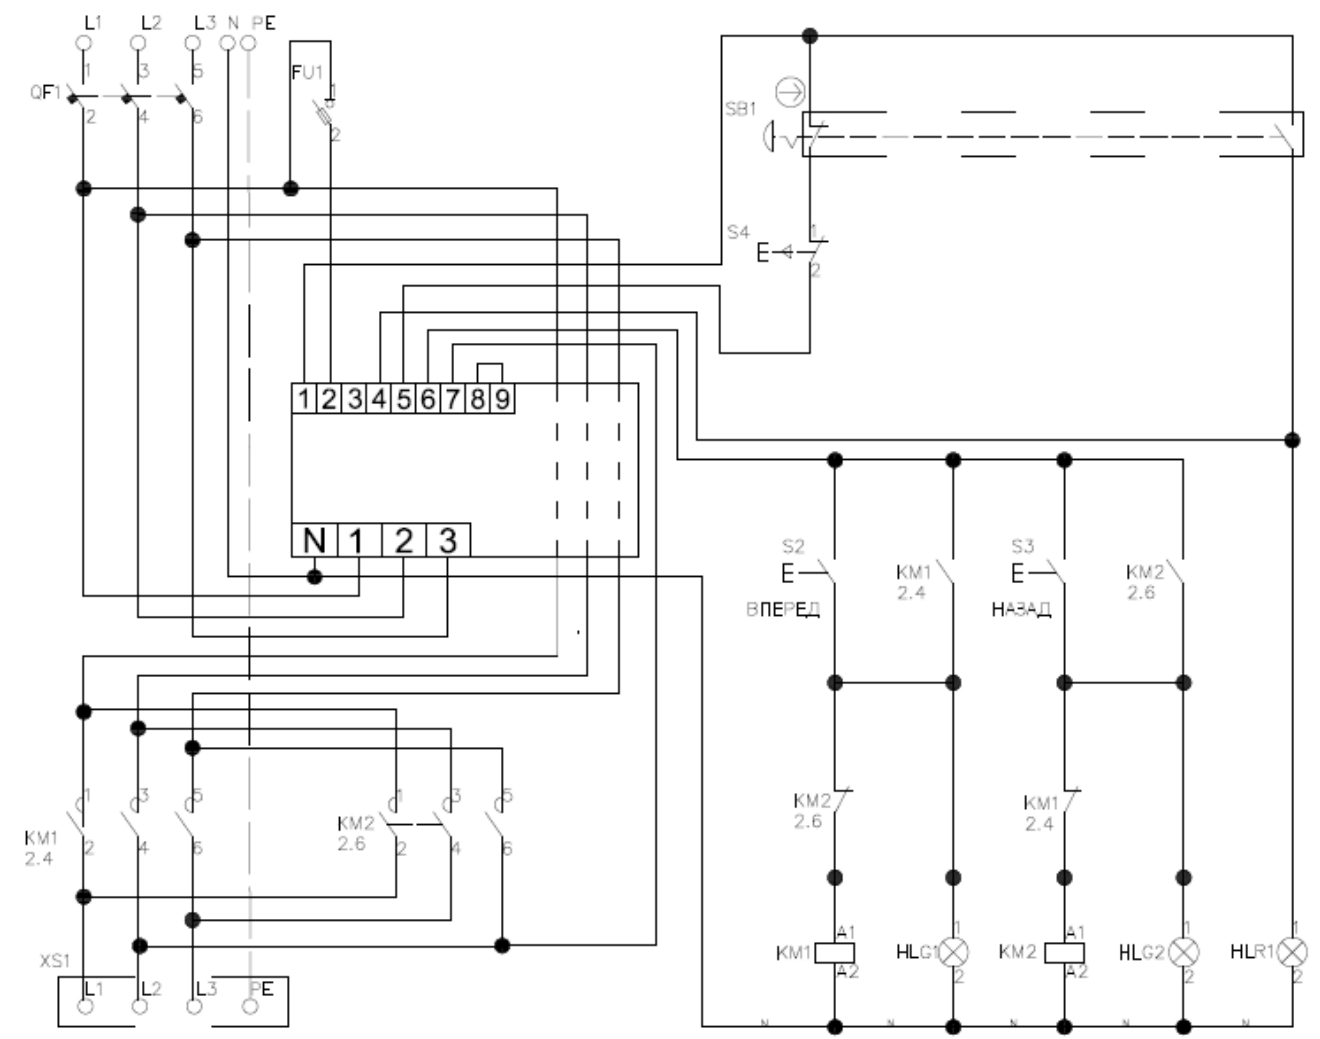 L1 L2 L3 N PE
1 3 5
QF1
2 4 6
FU1
1
2
SB1
S4
1
2
1 2 3 4 5 6 7 8 9
N 1 2 3
S2
ВПЕРЕД
KM1
2.4
S3
НАЗАД
KM2
2.6
1 3 5
KM1
2.4
2 4 6
1 3 5
KM2
2.6
2 4 6
KM2
2.6
KM1
2.4
A1
KM1
A2
1
HLG1
2
A1
KM2
A2
1
HLG2
2
1
HLR1
2
XS1
L1 L2 L3 PE
N N N N N